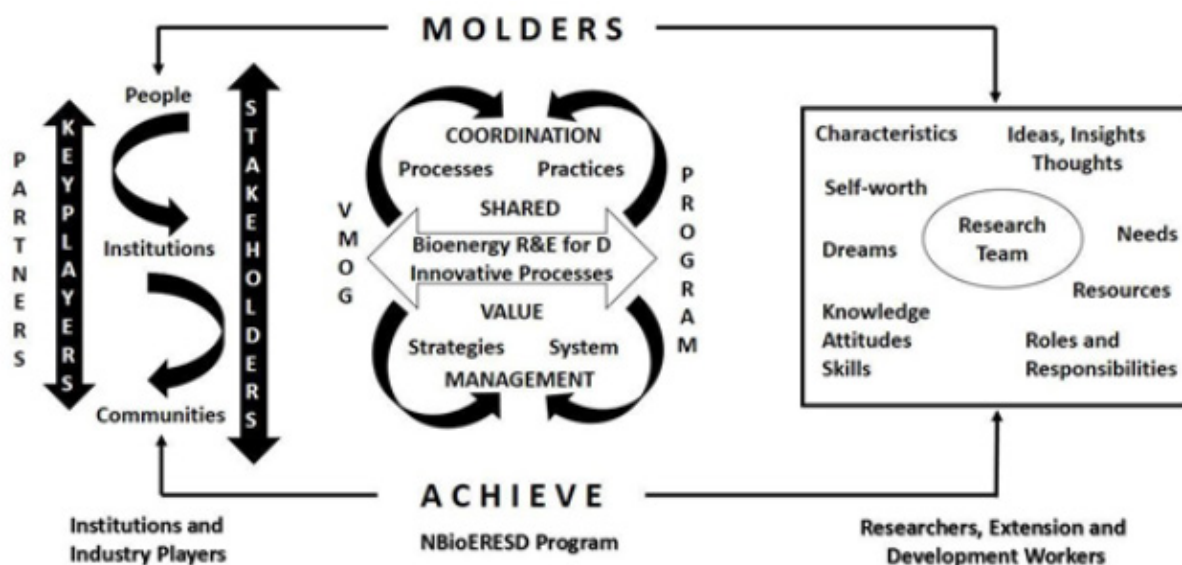 MOLDERS
PARTNERS
KEYPLAYERS
People
Institutions
Communities
STAKEHOLDERS
VMOG
COORDINATION
Processes Practices
SHARED
Bioenergy R&E for D
Innovative Processes
VALUE
Strategies System
MANAGEMENT
PROGRAM
Characteristics
Ideas, Insights
Thoughts
Self-worth
Research
Team
Dreams
Needs
Resources
Knowledge
Attitudes
Skills
Roles and
Responsibilities
ACHIEVE
Institutions and
Industry Players
NBioERESD Program
Researchers, Extension and
Development Workers